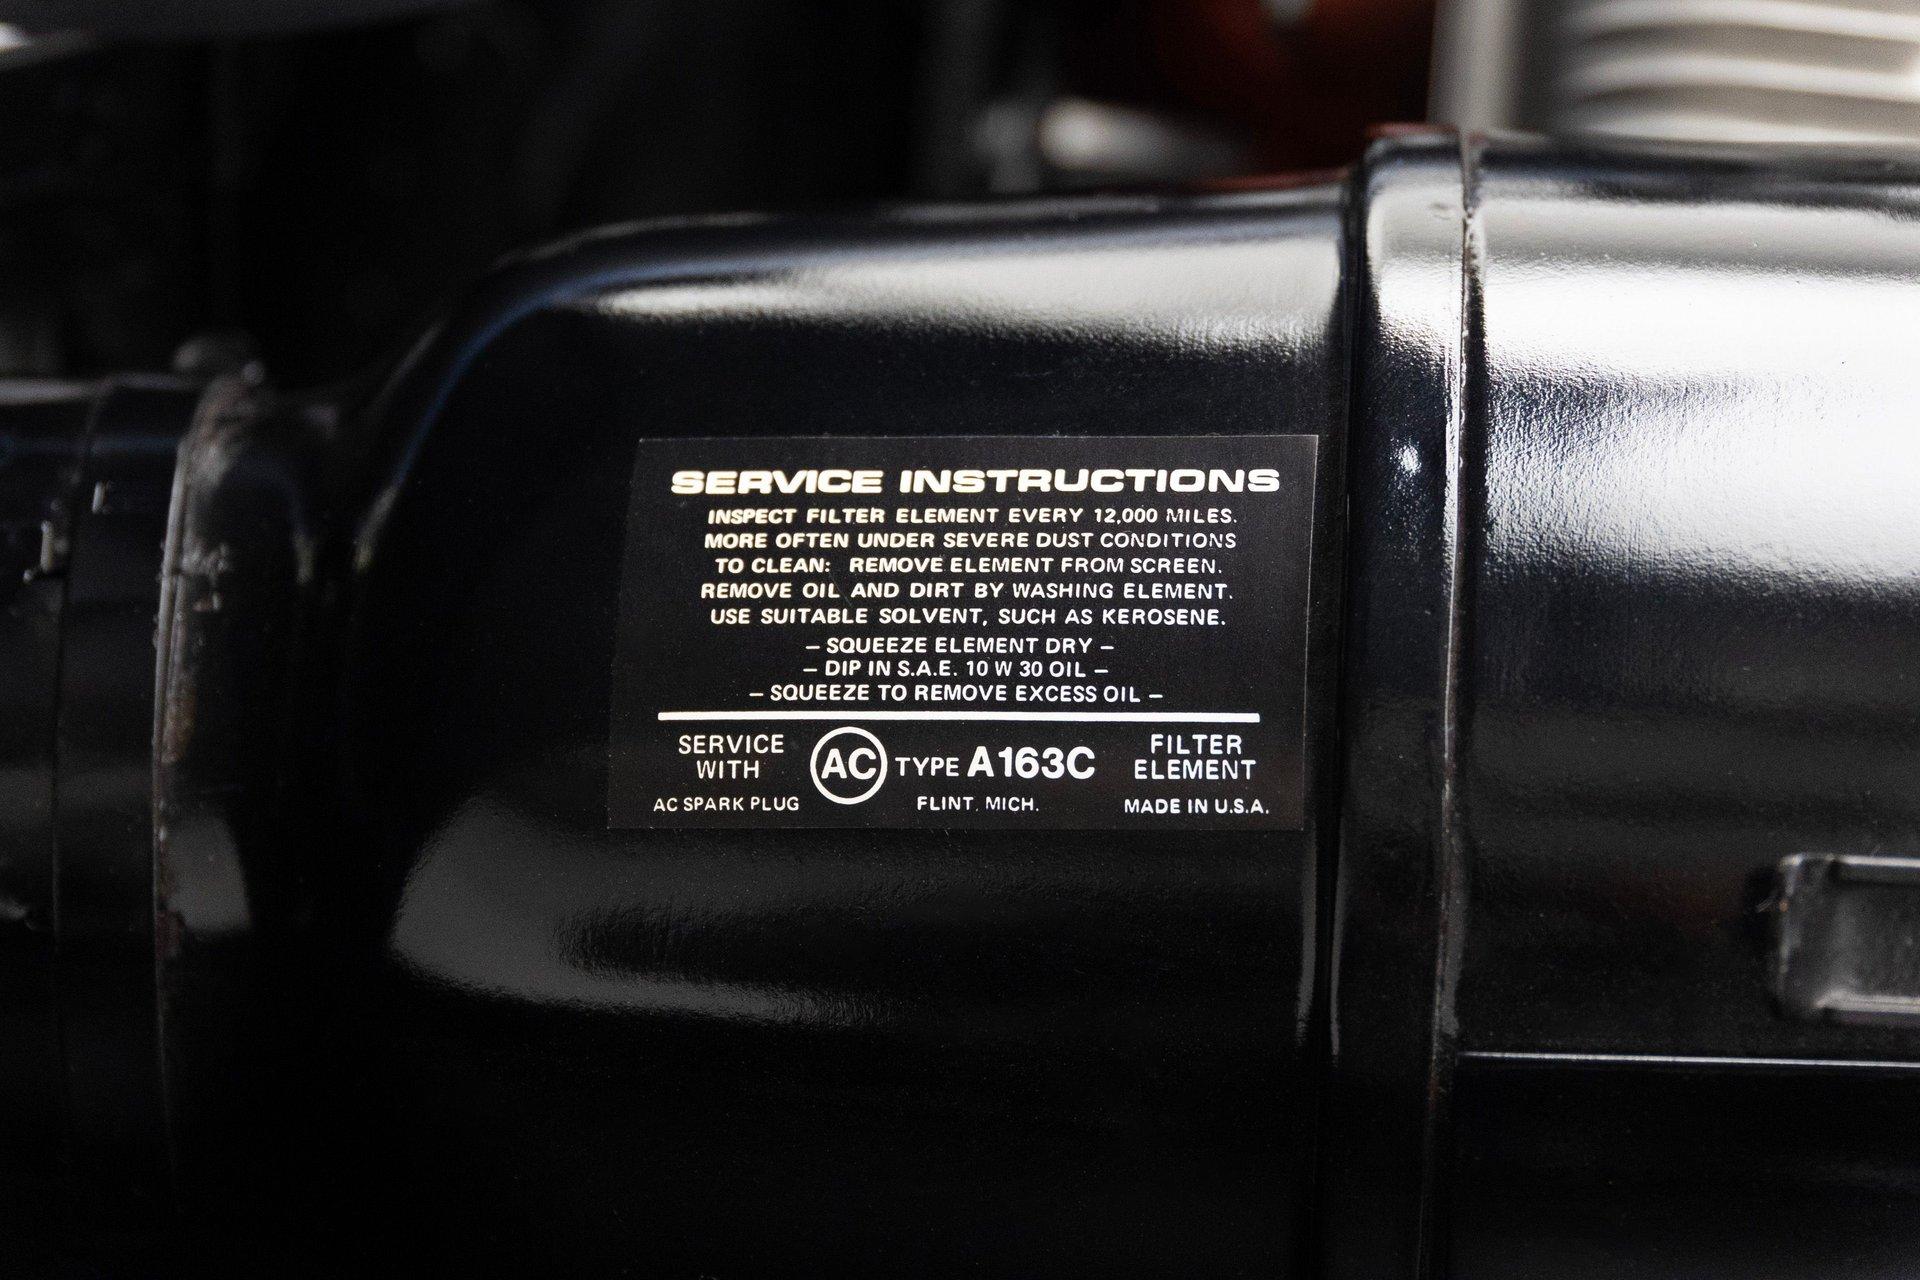 SERVICE INSTRUCTIONS
INSPECT FILTER ELEMENT EVERY 12,000 MILES.
MORE OFTEN UNDER SEVERE DUST CONDITIONS
TO CLEAN: REMOVE ELEMENT FROM SCREEN.
REMOVE OIL AND DIRT BY WASHING ELEMENT.
USE SUITABLE SOLVENT, SUCH AS KEROSENE.
– SQUEEZE ELEMENT DRY –
– DIP IN S.A.E. 10 W 30 OIL –
– SQUEEZE TO REMOVE EXCESS OIL –
SERVICE
WITH
AC TYPE A163C
FILTER
ELEMENT
AC SPARK PLUG FLINT, MICH. MADE IN U.S.A.